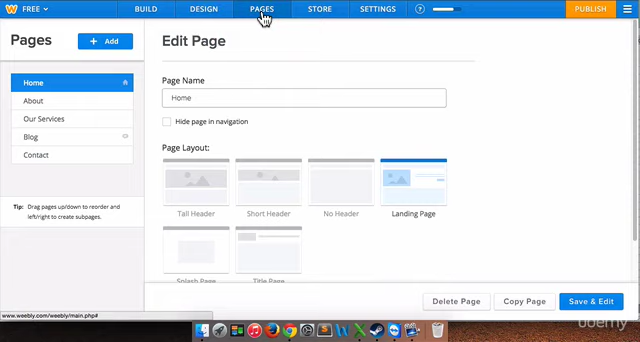 FREE
BUILD
DESIGN
PAGES
STORE
SETTINGS
?
PUBLISH
Pages
+ Add
Home
About
Our Services
Blog
Contact
Tip: Drag pages up/down to reorder and
left/right to create subpages.
Edit Page
Page Name
Home
Hide page in navigation
Page Layout:
Tall Header
Short Header
No Header
Landing Page
Splash Page
Title Page
Delete Page
Copy Page
Save & Edit
www.weebly.com/weebly/main.php#
udemy